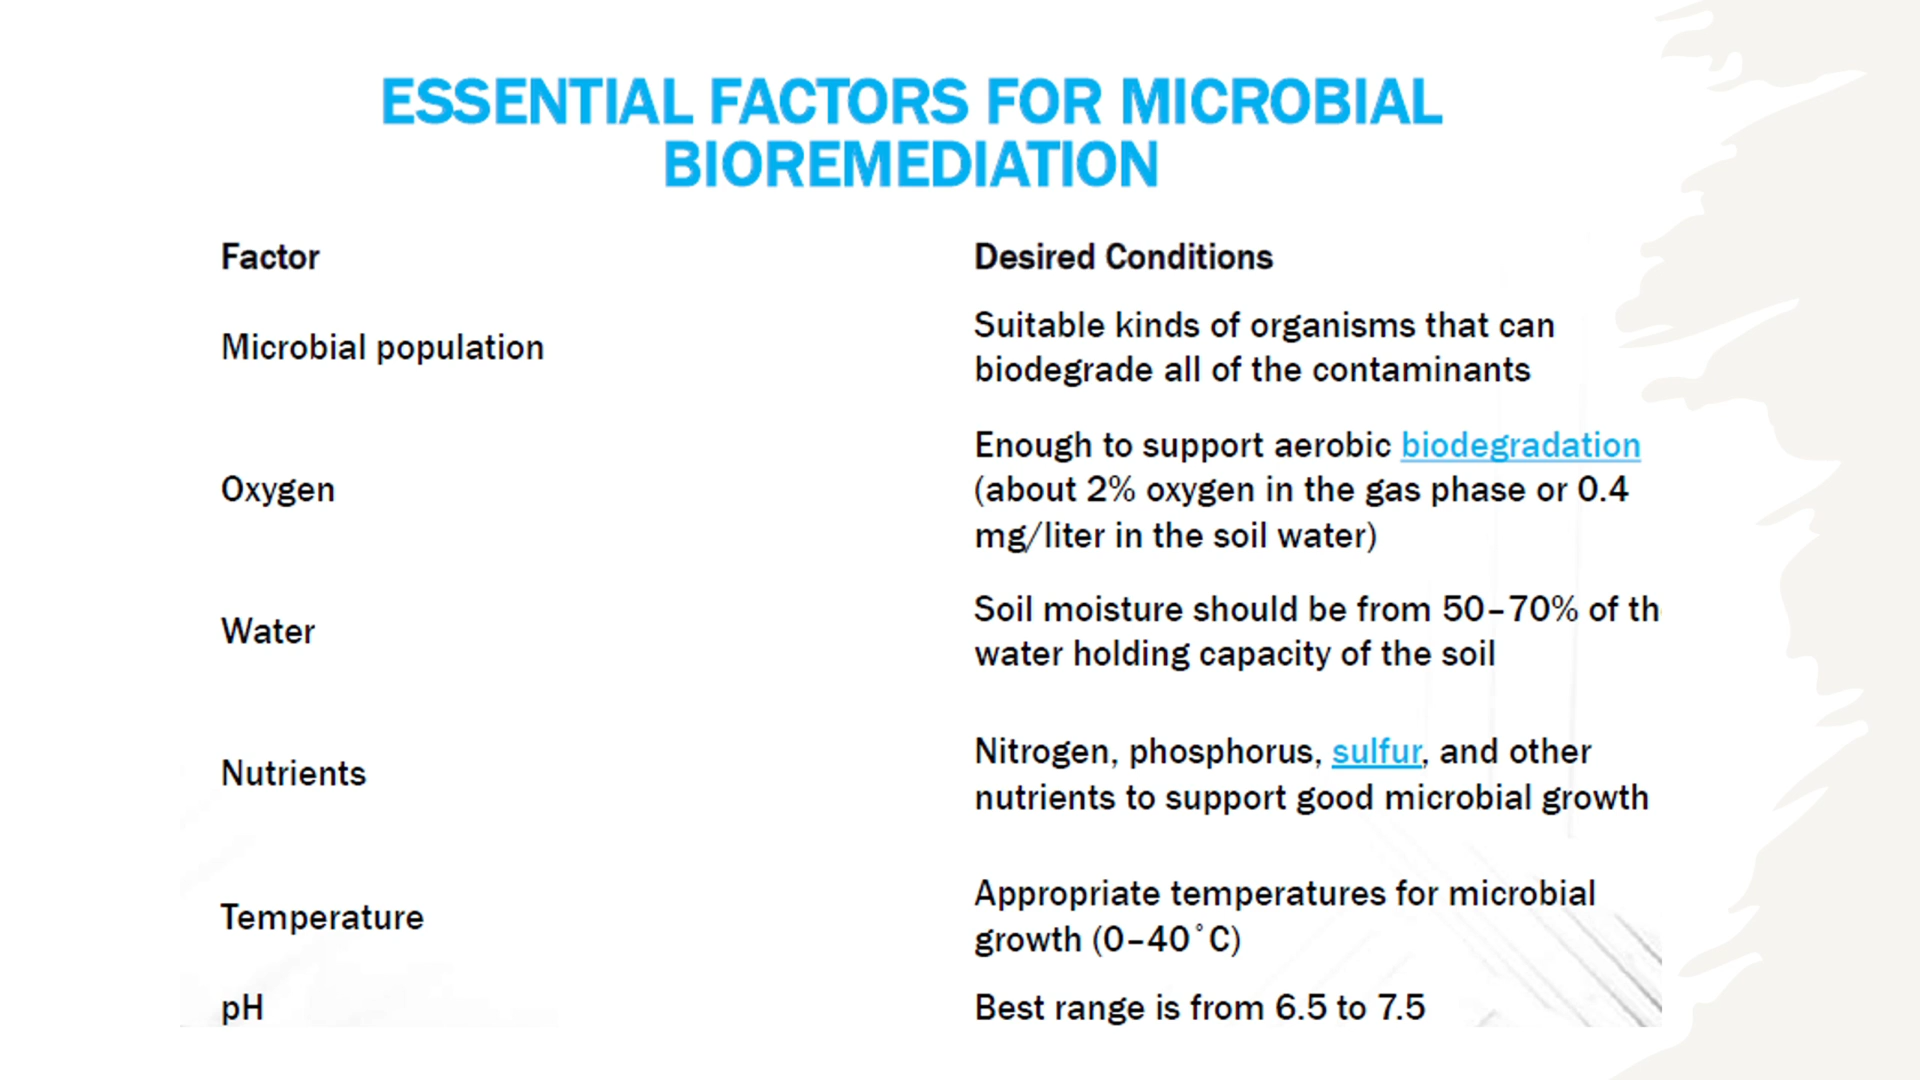 ESSENTIAL FACTORS FOR MICROBIAL
BIOREMEDIATION
Factor
Desired Conditions
Microbial population
Suitable kinds of organisms that can
biodegrade all of the contaminants
Oxygen
Enough to support aerobic biodegradation
(about 2% oxygen in the gas phase or 0.4
mg/liter in the soil water)
Water
Soil moisture should be from 50–70% of th
water holding capacity of the soil
Nutrients
Nitrogen, phosphorus, sulfur, and other
nutrients to support good microbial growth
Temperature
Appropriate temperatures for microbial
growth (0–40˚C)
pH
Best range is from 6.5 to 7.5